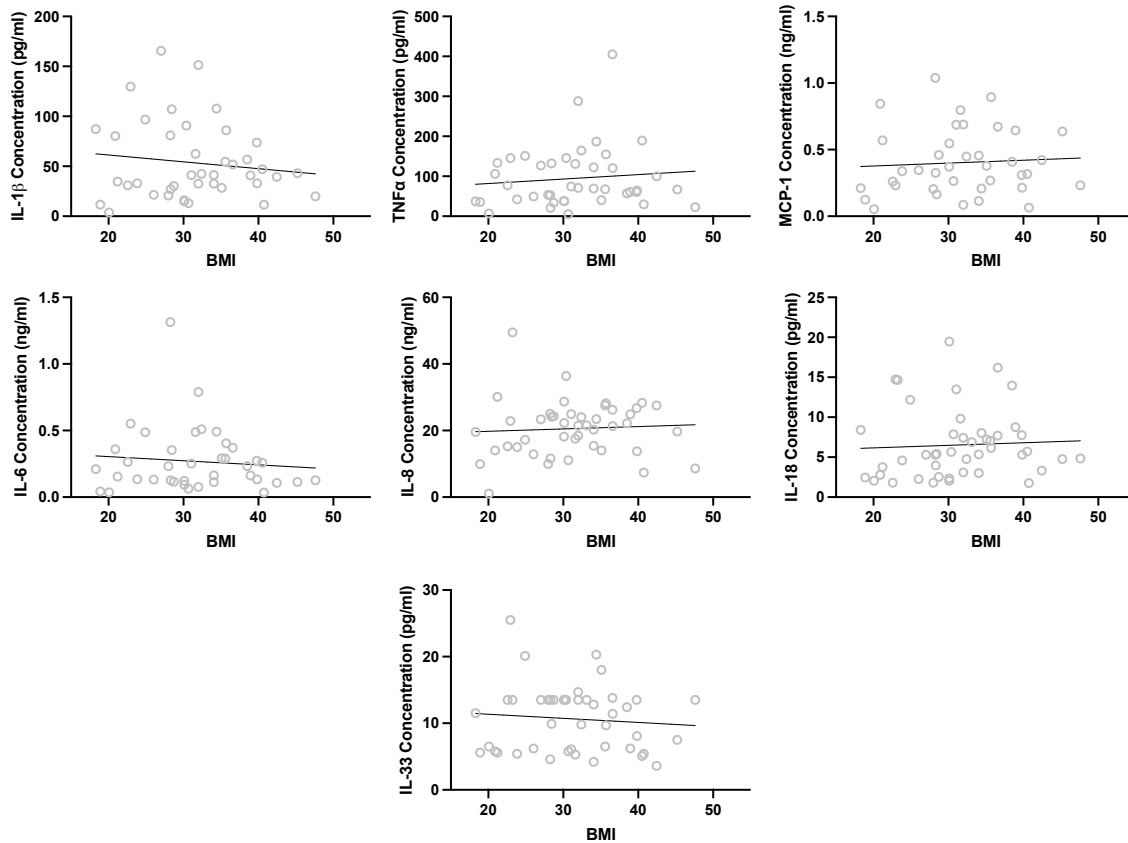 IL-1β Concentration (pg/ml)
200
150
100
50
0
20 30 40 50
BMI
TNFα Concentration (pg/ml)
500
400
300
200
100
0
20 30 40 50
BMI
MCP-1 Concentration (ng/ml)
1.5
1.0
0.5
0.0
20 30 40 50
BMI
IL-6 Concentration (ng/ml)
1.5
1.0
0.5
0.0
20 30 40 50
BMI
IL-8 Concentration (ng/ml)
60
40
20
0
20 30 40 50
BMI
IL-18 Concentration (pg/ml)
25
20
15
10
5
0
20 30 40 50
BMI
IL-33 Concentration (pg/ml)
30
20
10
0
20 30 40 50
BMI